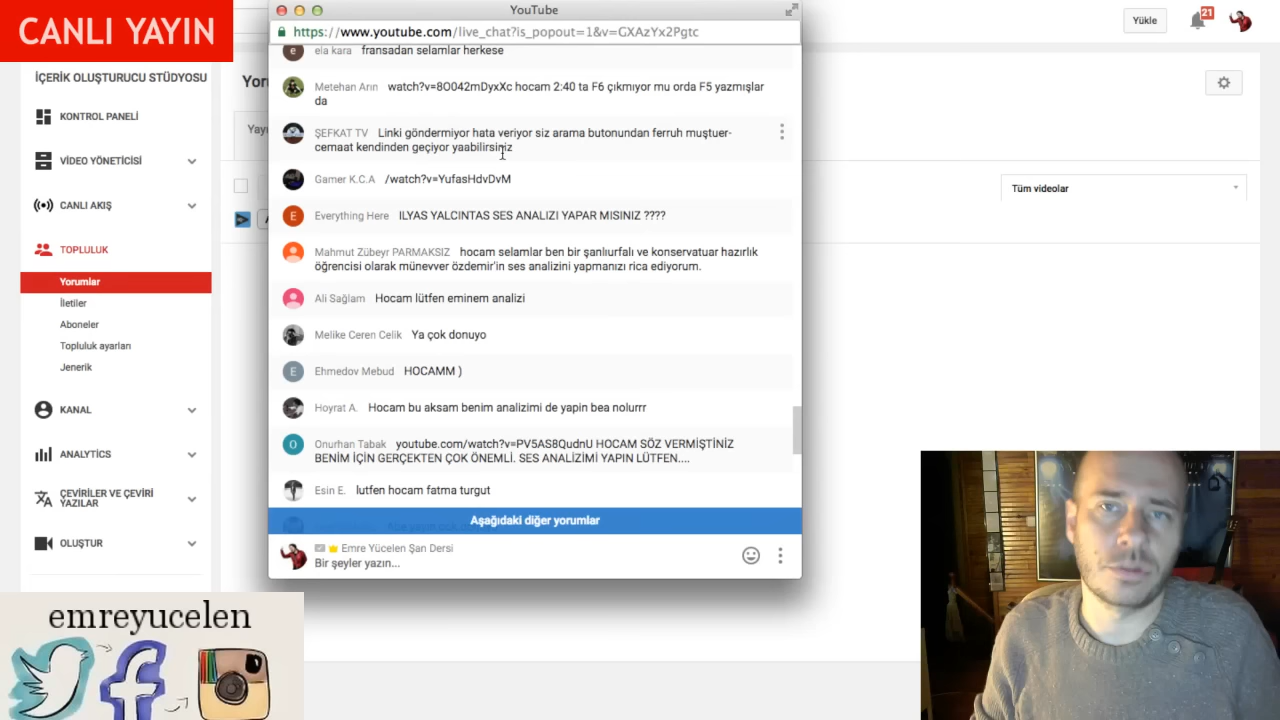 CANLI YAYIN
YouTube
https://www.youtube.com/live_chat?is_popout=1&v=GXAzYx2Pgtc
Yükle
21
İÇERİK OLUŞTURUCU STÜDYOSU
KONTROL PANELİ
VİDEO YÖNETİCİSİ
CANLI AKIŞ
TOPLULUK
Yorumlar
İletiler
Aboneler
Topluluk ayarları
Jenerik
KANAL
ANALYTICS
ÇEVİRİLER VE ÇEVİRİ
YAZILAR
OLUŞTUR
Tüm videolar
ela kara fransadan selamlar herkese
Metehan Arın watch?v=8O042mDyxXc hocam 2:40 ta F6 çıkmıyor mu orda F5 yazmışlar
da
ŞEFKAT TV Linki göndermiyor hata veriyor siz arama butonundan ferruh muştuer-
cemaat kendinden geçiyor yaabilirsiniz
Gamer K.C.A /watch?v=YufasHdvDvM
E Everything Here ILYAS YALCINTAS SES ANALIZI YAPAR MISINIZ ????
Mahmut Zübeyr PARMAKSIZ hocam selamlar ben bir şanlıurfalı ve konservatuar hazırlık
öğrencisi olarak münevver özdemir'in ses analizini yapmanızı rica ediyorum.
Ali Sağlam Hocam lütfen eminem analizi
Melike Ceren Celik Ya çok donuyo
E Ehmedov Mebud HOCAMM )
Hoyrat A. Hocam bu aksam benim analizimi de yapin bea nolurrr
O Onurhan Tabak youtube.com/watch?v=PV5AS8QudnU HOCAM SÖZ VERMİŞTİNİZ
BENİM İÇİN GERÇEKTEN ÇOK ÖNEMLİ. SES ANALİZİMİ YAPIN LÜTFEN....
Esin E. lutfen hocam fatma turgut
Aşağıdaki diğer yorumlar
Emre Yücelen Şan Dersi
Bir şeyler yazın...
emreyucelen